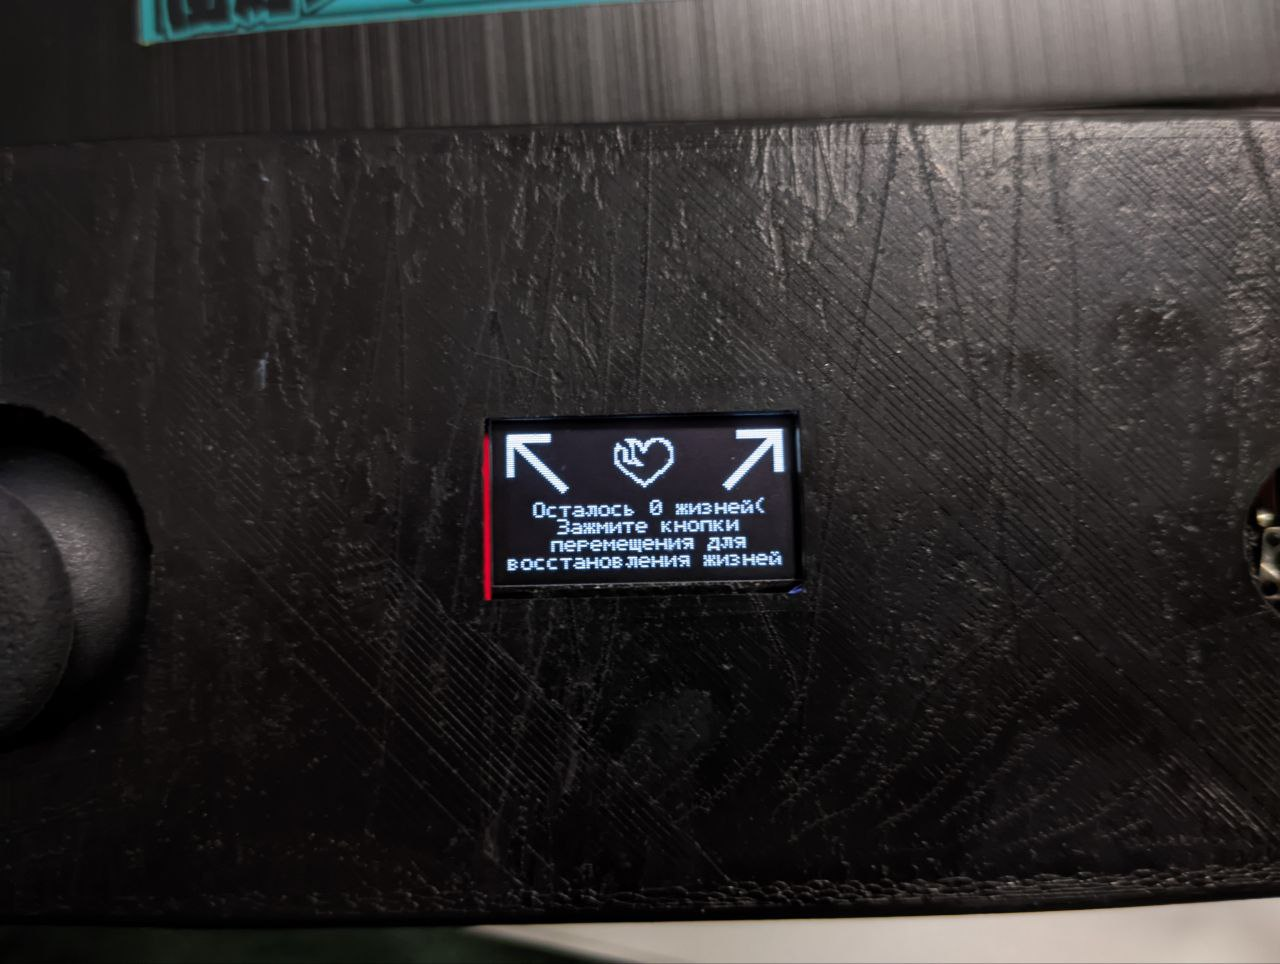 Осталось 0 жизней(
Зажмите кнопки
перемещения для
восстановления жизней